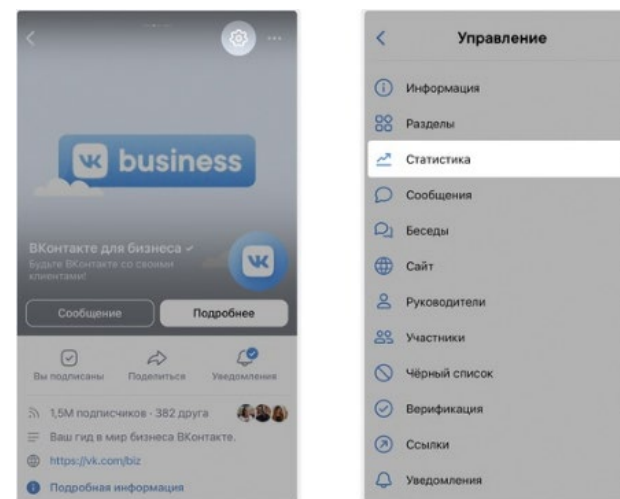 VK business
ВКонтакте для бизнеса
Будьте ВКонтакте со своими
клиентами!
Сообщение
Подробнее
Вы подписаны
Поделиться
Уведомления
1,5M подписчиков · 382 друга
Ваш гид в мир бизнеса ВКонтакте.
https://vk.com/biz
Подробная информация
Управление
Информация
Разделы
Статистика
Сообщения
Беседы
Сайт
Руководители
Участники
Чёрный список
Верификация
Ссылки
Уведомления